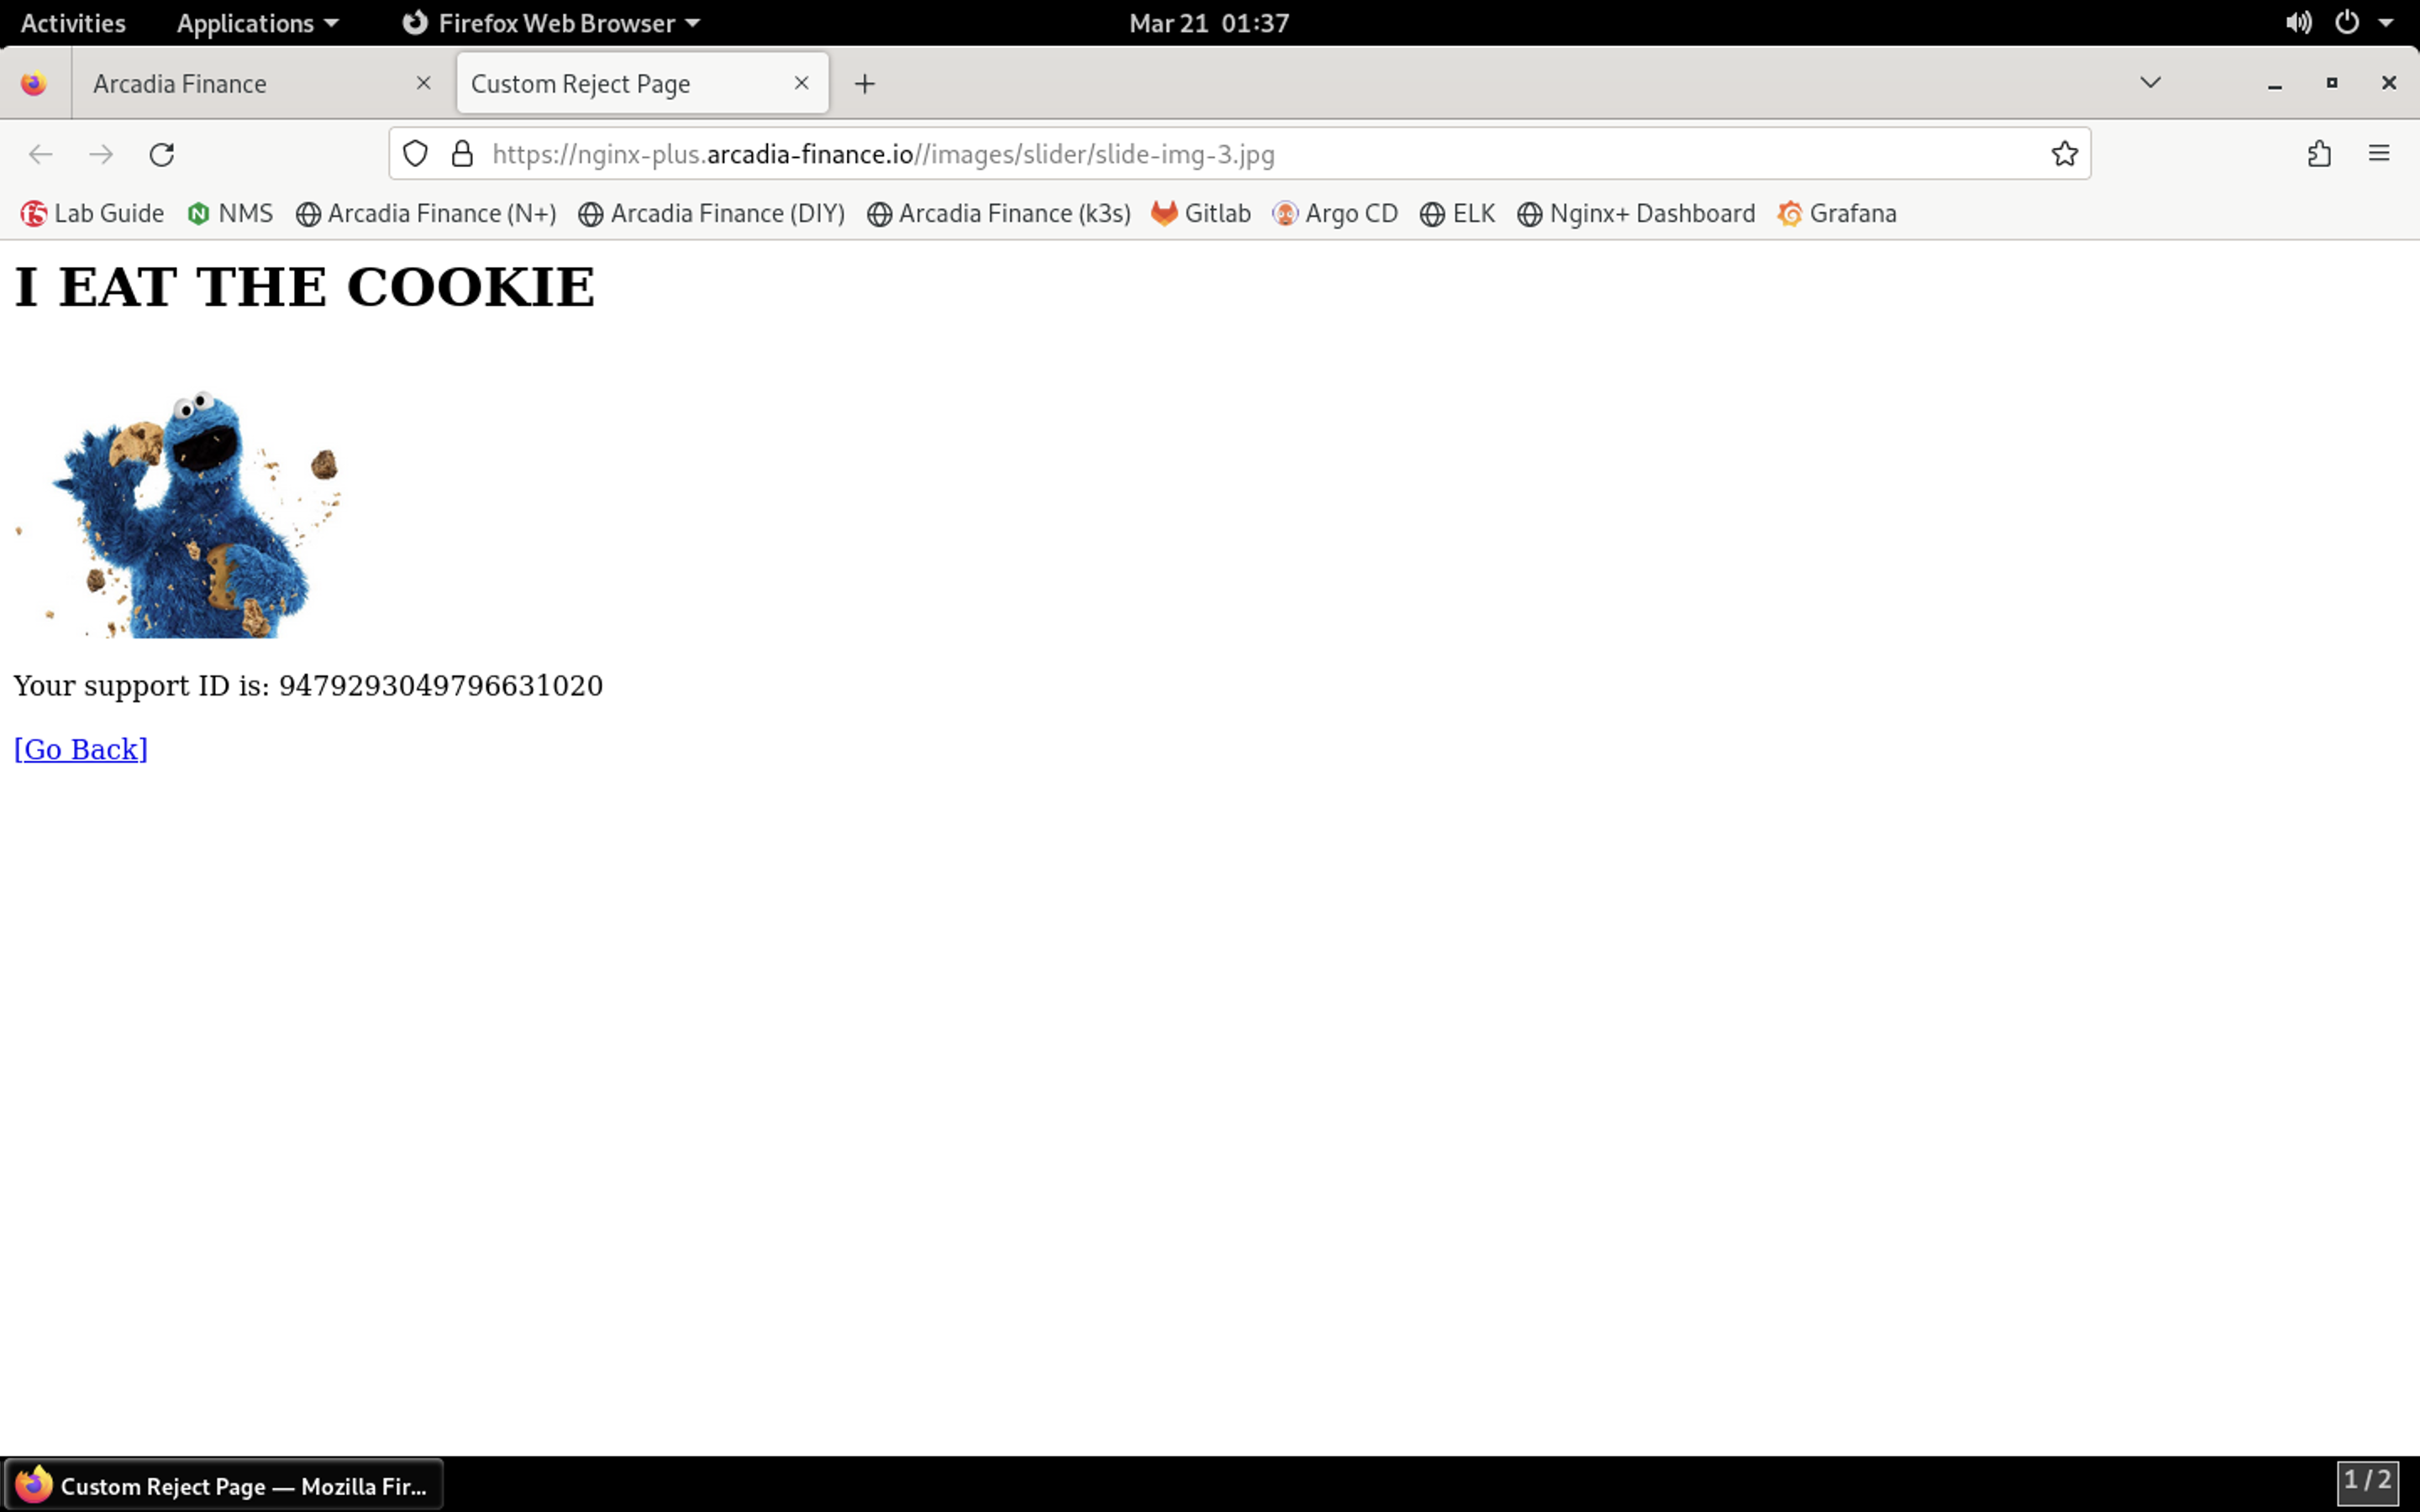 Activities Applications Firefox Web Browser Mar 21 01:37
Arcadia Finance Custom Reject Page
https://nginx-plus.arcadia-finance.io//images/slider/slide-img-3.jpg
Lab Guide NMS Arcadia Finance (N+) Arcadia Finance (DIY) Arcadia Finance (k3s) Gitlab Argo CD ELK Nginx+ Dashboard Grafana
I EAT THE COOKIE
Your support ID is: 9479293049796631020
[Go Back]
Custom Reject Page — Mozilla Fir...
1 / 2